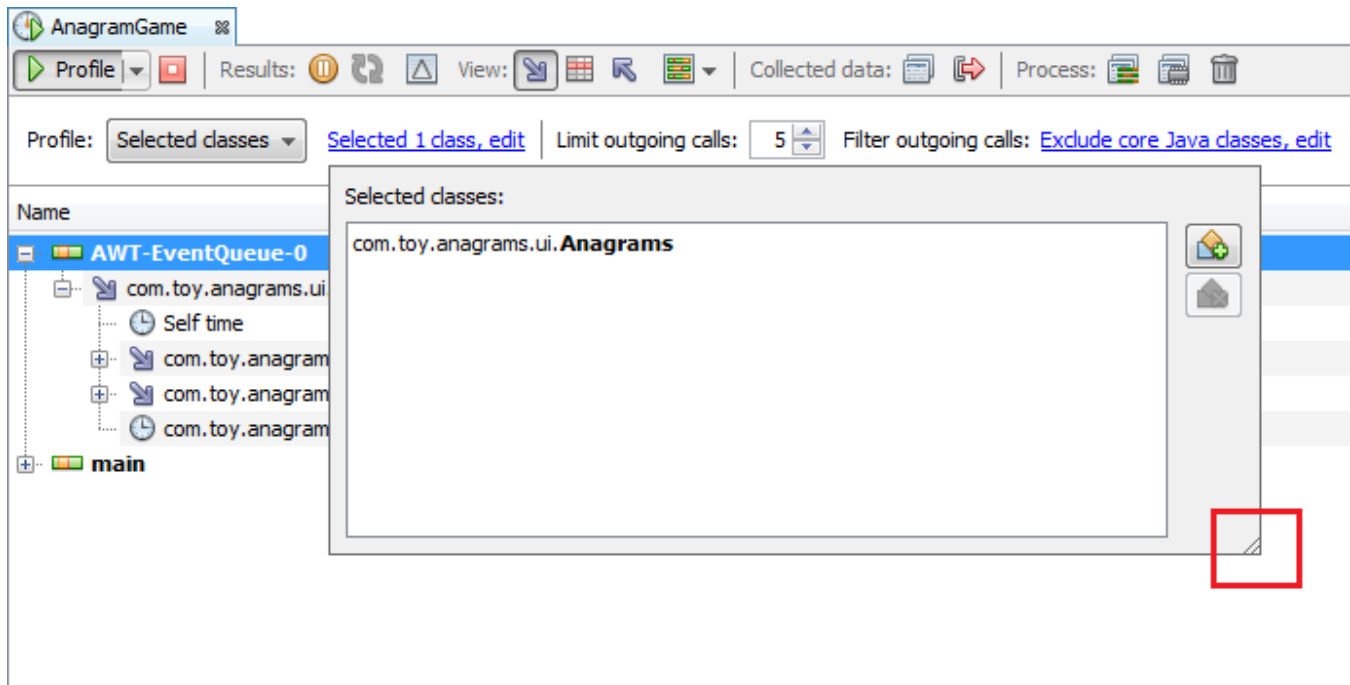 AnagramGame
Profile Results: View: Collected data: Process:
Profile: Selected classes Selected 1 class, edit Limit outgoing calls: 5 Filter outgoing calls: Exclude core Java classes, edit
Selected classes:
Name
com.toy.anagrams.ui.Anagrams
AWT-EventQueue-0
com.toy.anagrams.ui
Self time
com.toy.anagram
com.toy.anagram
com.toy.anagram
main